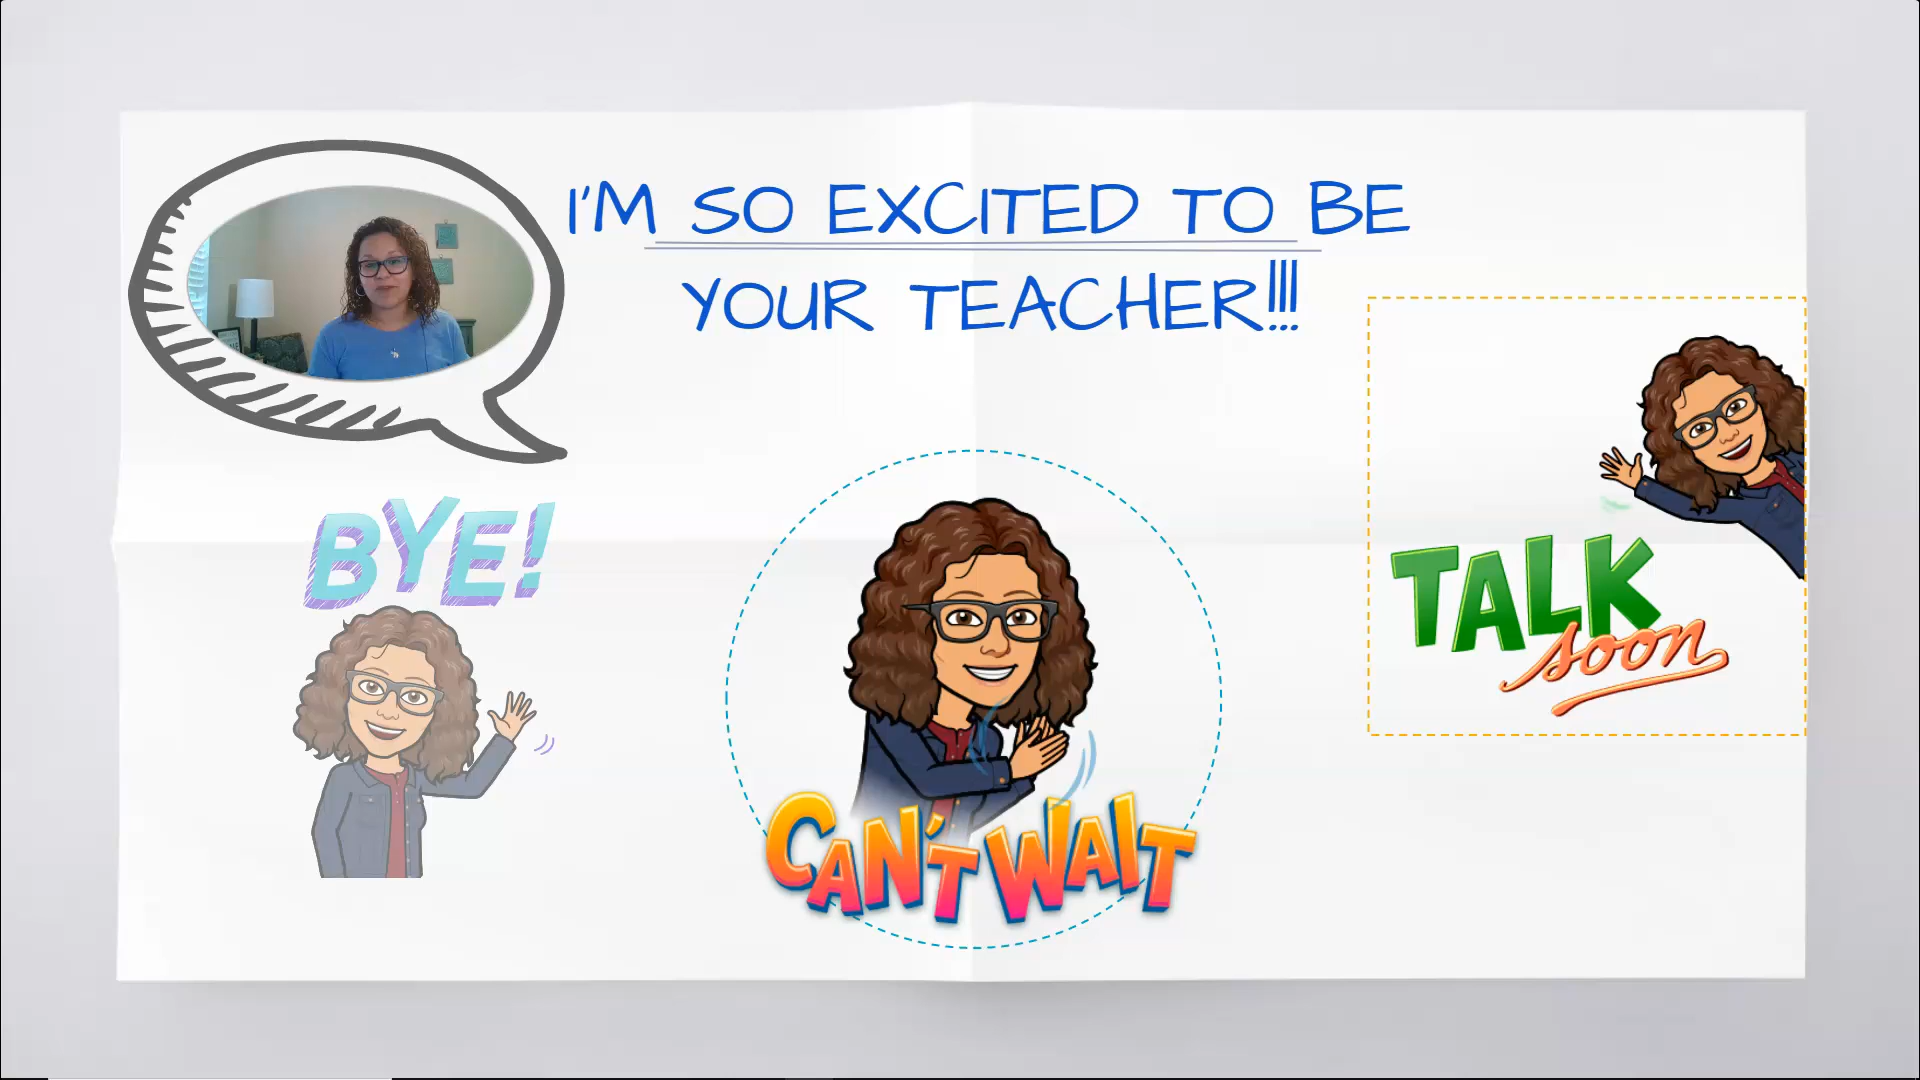 I'M SO EXCITED TO BE
YOUR TEACHER!!!
BYE!
CAN'T WAIT
TALK
soon